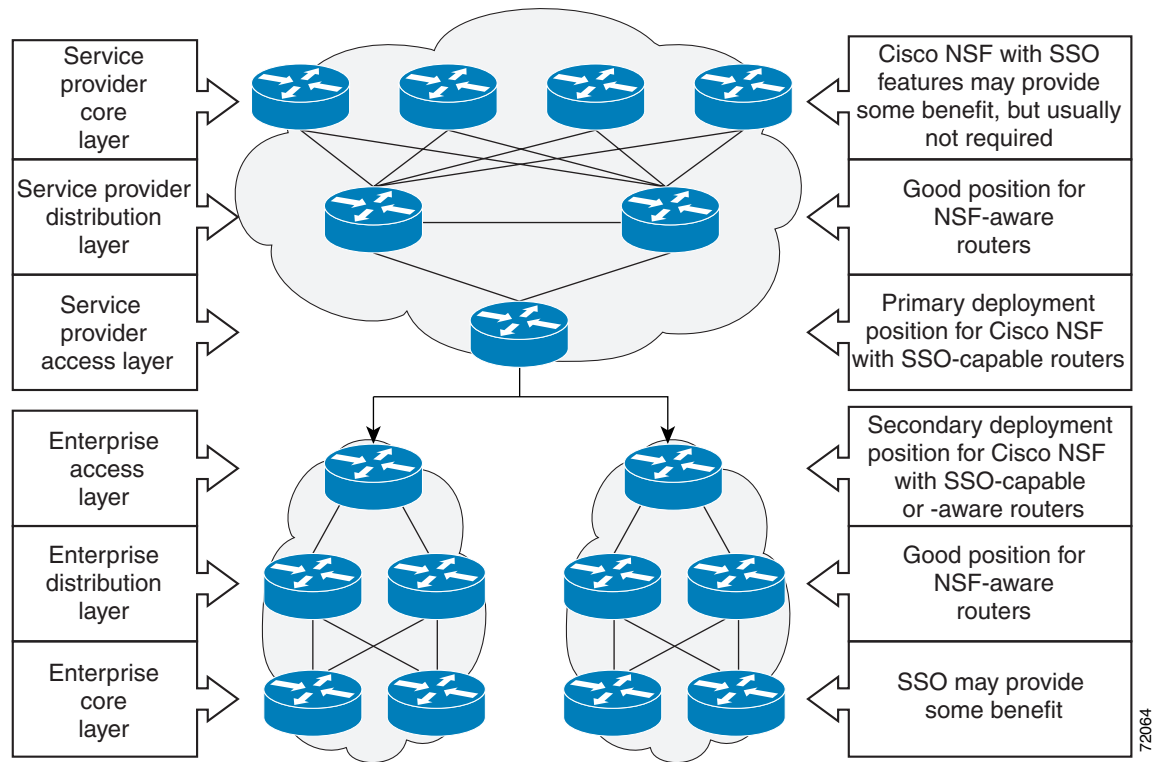 Service
provider
core
layer
Cisco NSF with SSO
features may provide
some benefit, but usually
not required
Service provider
distribution
layer
Good position for
NSF-aware
routers
Service
provider
access layer
Primary deployment
position for Cisco NSF
with SSO-capable routers
Enterprise
access
layer
Secondary deployment
position for Cisco NSF
with SSO-capable
or -aware routers
Enterprise
distribution
layer
Good position for
NSF-aware
routers
Enterprise
core
layer
SSO may provide
some benefit
72064